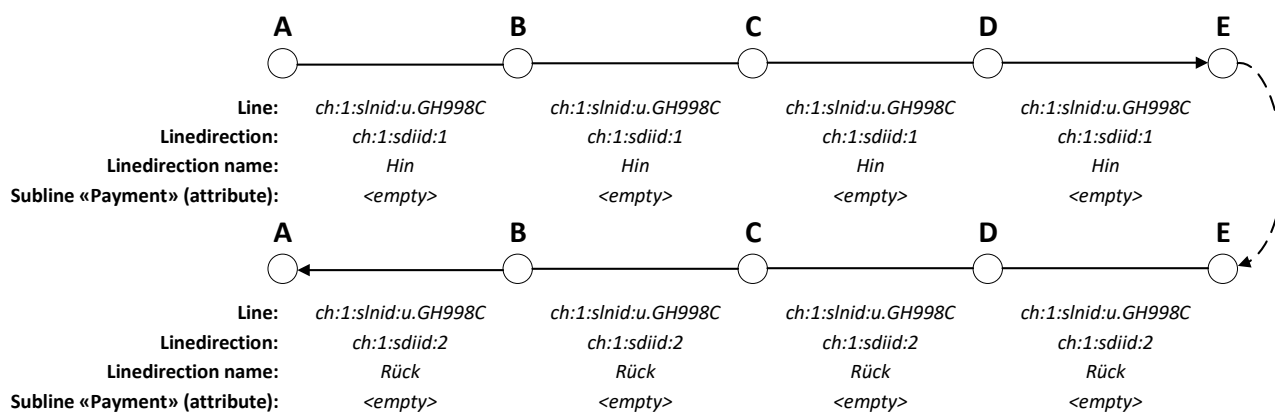 A B C D E
Line: ch:1:slnid:u.GH998C ch:1:slnid:u.GH998C ch:1:slnid:u.GH998C ch:1:slnid:u.GH998C
Linedirection: ch:1:sdiid:1 ch:1:sdiid:1 ch:1:sdiid:1 ch:1:sdiid:1
Linedirection name: Hin Hin Hin Hin
Subline «Payment» (attribute): <empty> <empty> <empty> <empty>
A B C D E
Line: ch:1:slnid:u.GH998C ch:1:slnid:u.GH998C ch:1:slnid:u.GH998C ch:1:slnid:u.GH998C
Linedirection: ch:1:sdiid:2 ch:1:sdiid:2 ch:1:sdiid:2 ch:1:sdiid:2
Linedirection name: Rück Rück Rück Rück
Subline «Payment» (attribute): <empty> <empty> <empty> <empty>